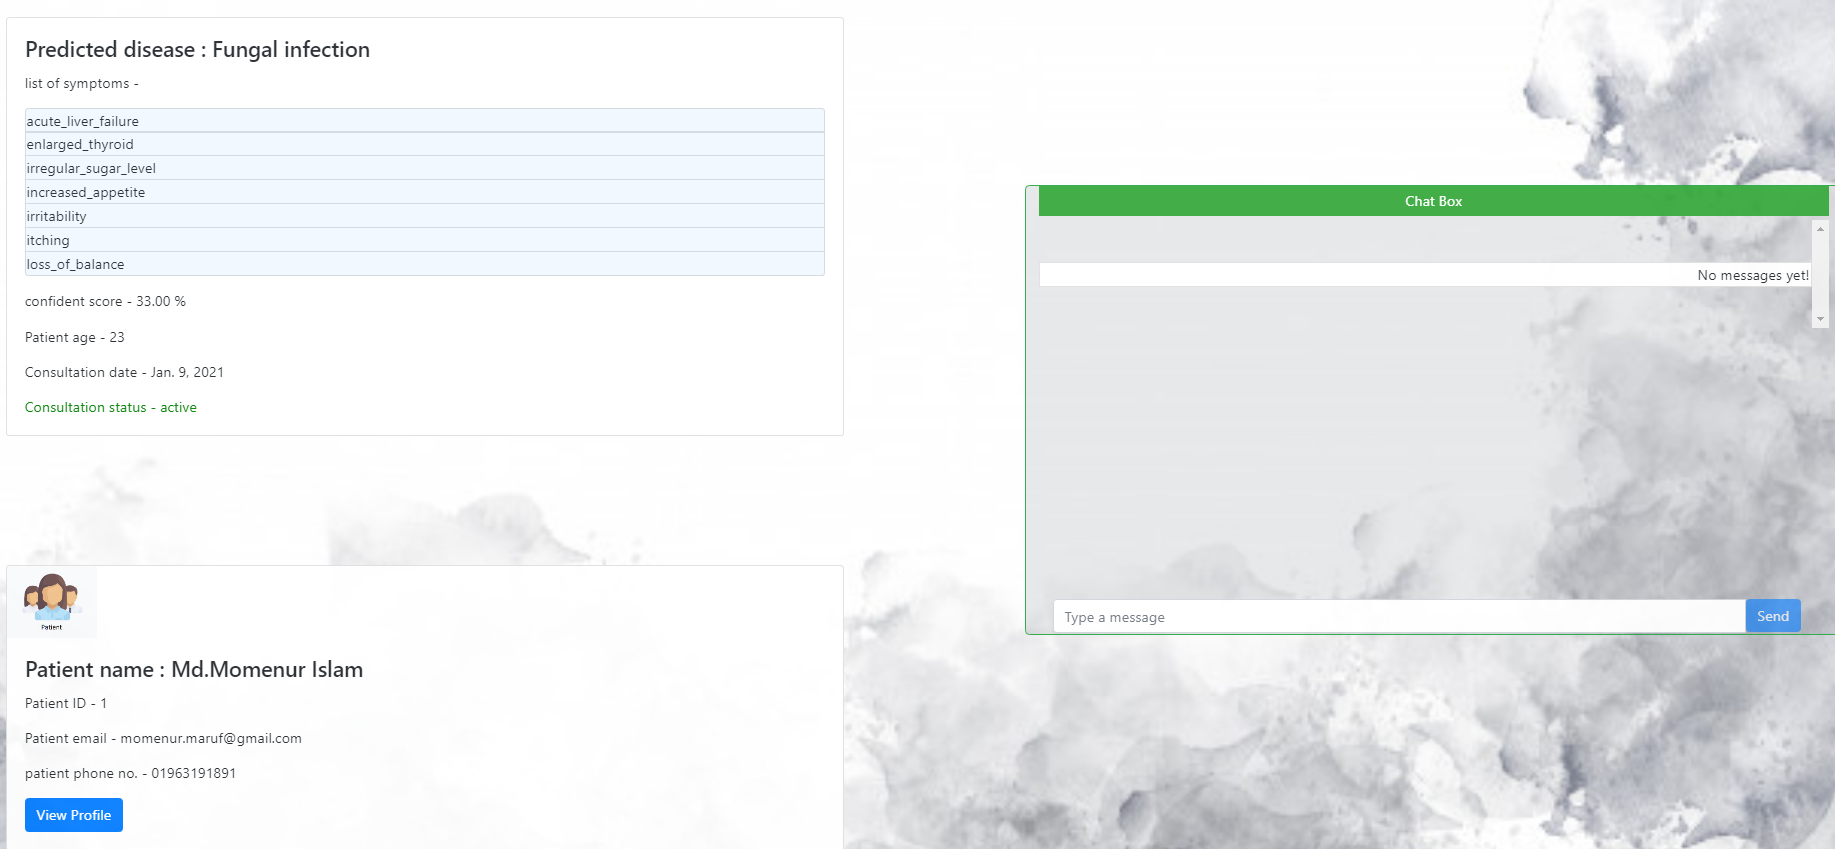 Predicted disease : Fungal infection
list of symptoms -
acute_liver_failure
enlarged_thyroid
irregular_sugar_level
increased_appetite
irritability
itching
loss_of_balance
confident score - 33.00 %
Patient age - 23
Consultation date - Jan. 9, 2021
Consultation status - active
Patient
Patient name : Md.Momenur Islam
Patient ID - 1
Patient email - momenur.maruf@gmail.com
patient phone no. - 01963191891
View Profile
Chat Box
No messages yet!
Type a message
Send